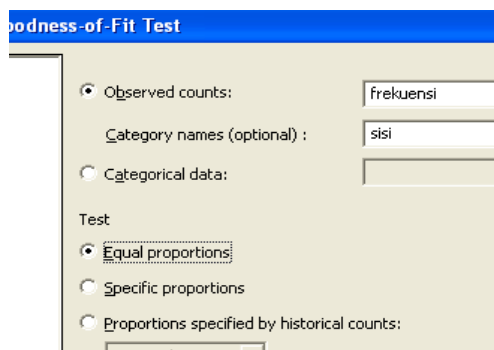 oodness-of-Fit Test
Observed counts: frekuensi
Category names (optional) : sisi
Categorical data:
Test
Equal proportions
Specific proportions
Proportions specified by historical counts: